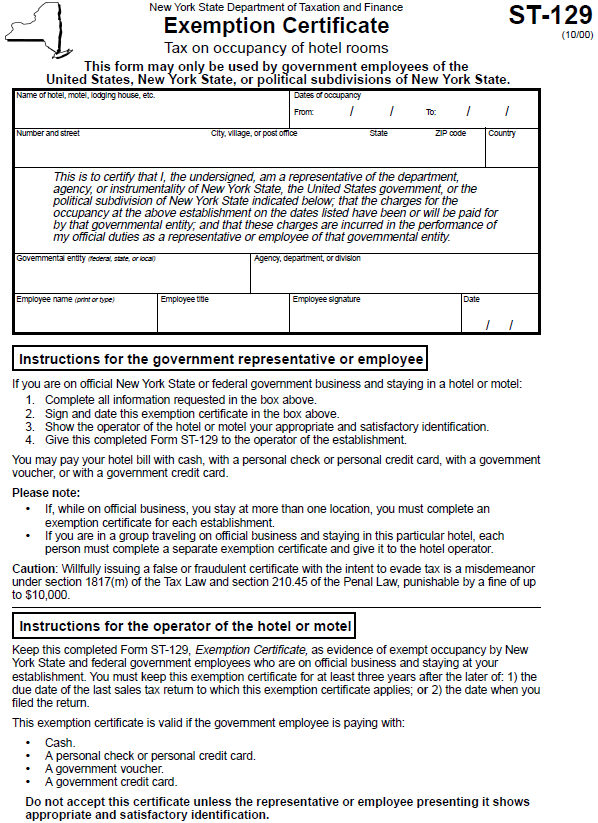 New York State Department of Taxation and Finance
ST-129
Exemption Certificate
(10/00)
Tax on occupancy of hotel rooms
This form may only be used by government employees of the
United States, New York State, or political subdivisions of New York State.
Name of hotel, motel, lodging house, etc.
Dates of occupancy
From: / / To: / /
Number and street City, village, or post office State ZIP code Country
This is to certify that I, the undersigned, am a representative of the department,
agency, or instrumentality of New York State, the United States government, or the
political subdivision of New York State indicated below; that the charges for the
occupancy at the above establishment on the dates listed have been or will be paid for
by that governmental entity; and that these charges are incurred in the performance of
my official duties as a representative or employee of that governmental entity.
Governmental entity (federal, state, or local) Agency, department, or division
Employee name (print or type) Employee title Employee signature Date
/ /
Instructions for the government representative or employee
If you are on official New York State or federal government business and staying in a hotel or motel:
1. Complete all information requested in the box above.
2. Sign and date this exemption certificate in the box above.
3. Show the operator of the hotel or motel your appropriate and satisfactory identification.
4. Give this completed Form ST-129 to the operator of the establishment.
You may pay your hotel bill with cash, with a personal check or personal credit card, with a government
voucher, or with a government credit card.
Please note:
• If, while on official business, you stay at more than one location, you must complete an
exemption certificate for each establishment.
• If you are in a group traveling on official business and staying in this particular hotel, each
person must complete a separate exemption certificate and give it to the hotel operator.
Caution: Willfully issuing a false or fraudulent certificate with the intent to evade tax is a misdemeanor
under section 1817(m) of the Tax Law and section 210.45 of the Penal Law, punishable by a fine of up
to $10,000.
Instructions for the operator of the hotel or motel
Keep this completed Form ST-129, Exemption Certificate, as evidence of exempt occupancy by New
York State and federal government employees who are on official business and staying at your
establishment. You must keep this exemption certificate for at least three years after the later of: 1) the
due date of the last sales tax return to which this exemption certificate applies; or 2) the date when you
filed the return.
This exemption certificate is valid if the government employee is paying with:
• Cash.
• A personal check or personal credit card.
• A government voucher.
• A government credit card.
Do not accept this certificate unless the representative or employee presenting it shows
appropriate and satisfactory identification.